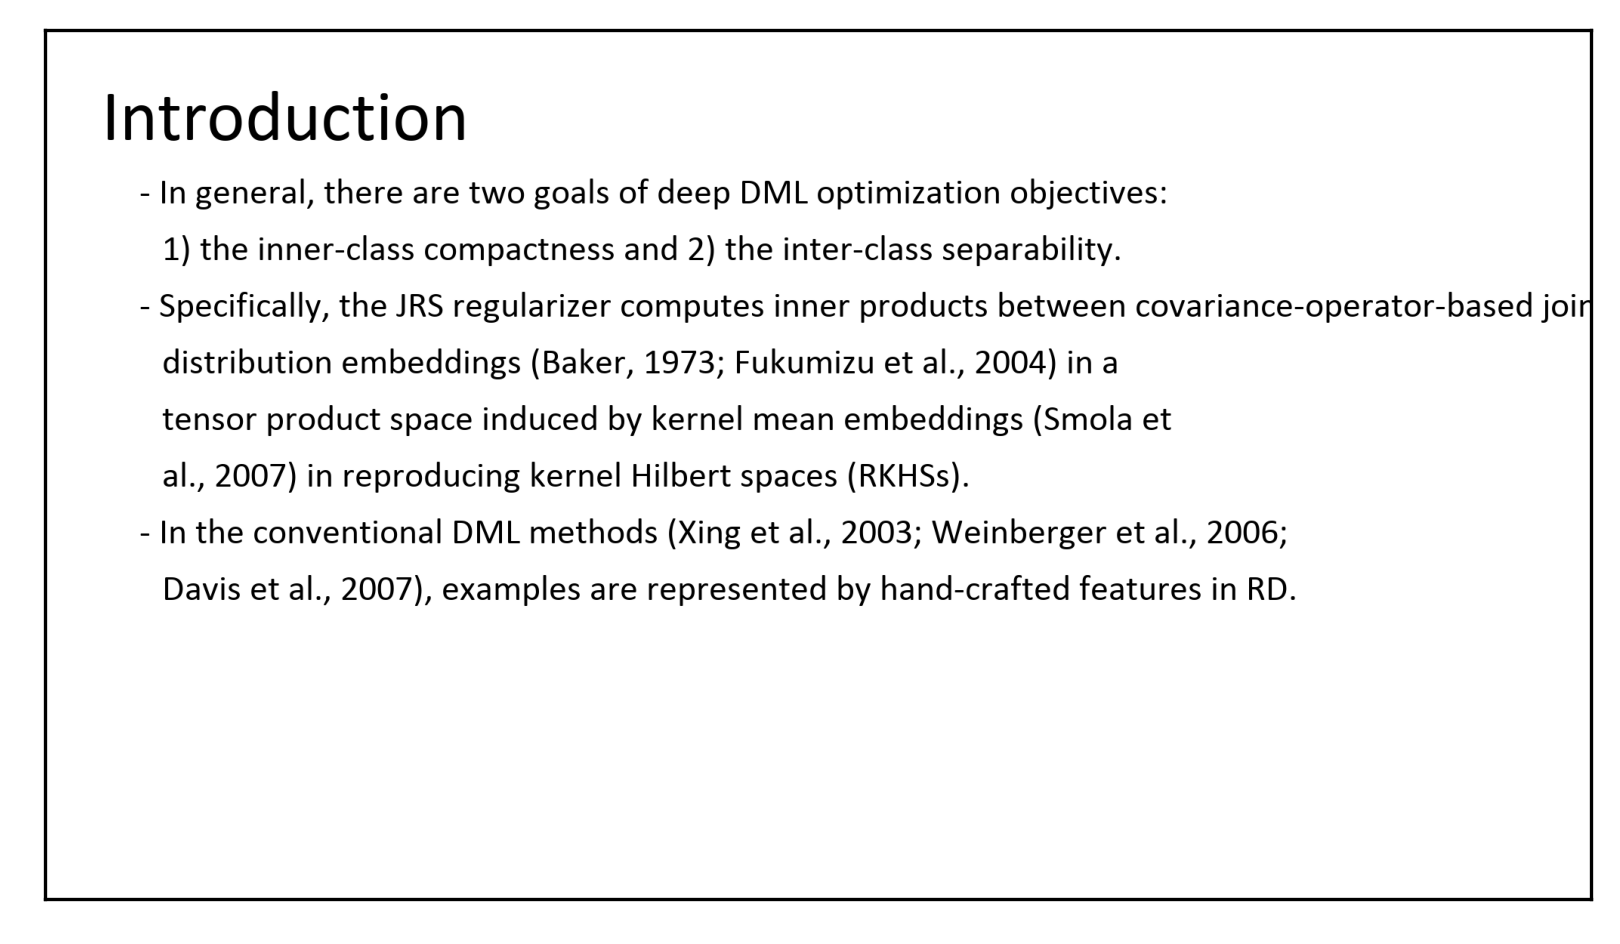 Introduction
- In general, there are two goals of deep DML optimization objectives:
1) the inner-class compactness and 2) the inter-class separability.
- Specifically, the JRS regularizer computes inner products between covariance-operator-based
distribution embeddings (Baker, 1973; Fukumizu et al., 2004) in a
tensor product space induced by kernel mean embeddings (Smola et
al., 2007) in reproducing kernel Hilbert spaces (RKHSs).
- In the conventional DML methods (Xing et al., 2003; Weinberger et al., 2006;
Davis et al., 2007), examples are represented by hand-crafted features in RD.